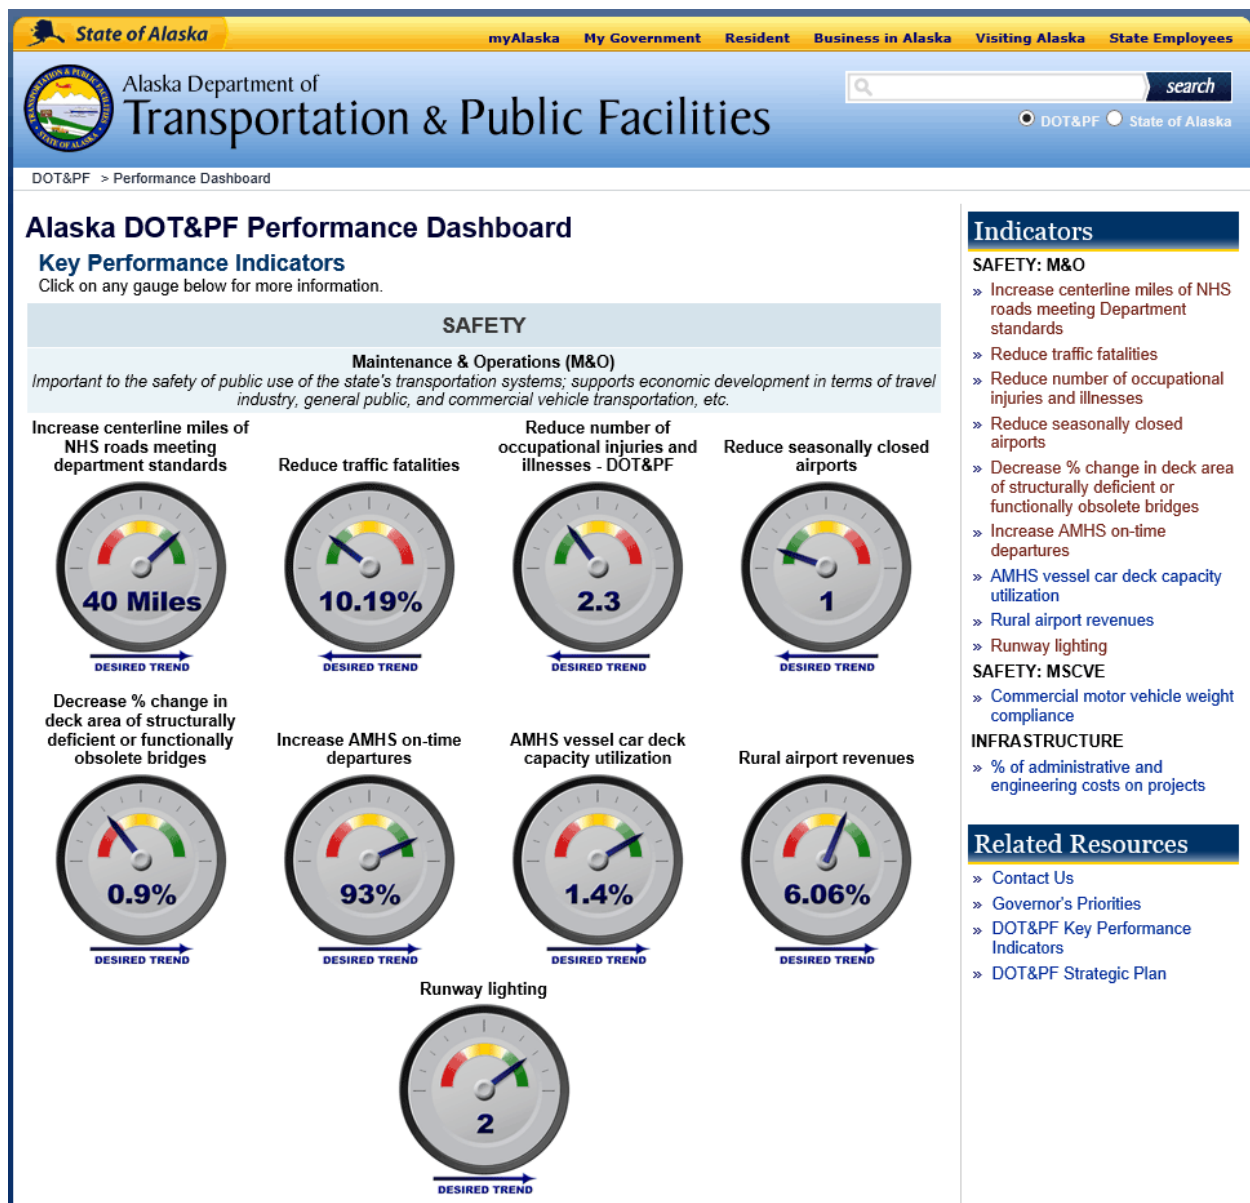 State of Alaska
myAlaska My Government Resident Business in Alaska Visiting Alaska State Employees
Alaska Department of
Transportation & Public Facilities
search
DOT&PF State of Alaska
DOT&PF > Performance Dashboard
Alaska DOT&PF Performance Dashboard
Key Performance Indicators
Click on any gauge below for more information.
SAFETY
Maintenance & Operations (M&O)
Important to the safety of public use of the state's transportation systems; supports economic development in terms of travel
industry, general public, and commercial vehicle transportation, etc.
Increase centerline miles of
NHS roads meeting
department standards
40 Miles
DESIRED TREND
Reduce traffic fatalities
10.19%
DESIRED TREND
Reduce number of
occupational injuries and
illnesses - DOT&PF
2.3
DESIRED TREND
Reduce seasonally closed
airports
1
DESIRED TREND
Decrease % change in
deck area of structurally
deficient or functionally
obsolete bridges
0.9%
DESIRED TREND
Increase AMHS on-time
departures
93%
DESIRED TREND
AMHS vessel car deck
capacity utilization
1.4%
DESIRED TREND
Rural airport revenues
6.06%
DESIRED TREND
Runway lighting
2
DESIRED TREND
Indicators
SAFETY: M&O
» Increase centerline miles of NHS
roads meeting Department
standards
» Reduce traffic fatalities
» Reduce number of occupational
injuries and illnesses
» Reduce seasonally closed
airports
» Decrease % change in deck area
of structurally deficient or
functionally obsolete bridges
» Increase AMHS on-time
departures
» AMHS vessel car deck capacity
utilization
» Rural airport revenues
» Runway lighting
SAFETY: MSCVE
» Commercial motor vehicle weight
compliance
INFRASTRUCTURE
» % of administrative and
engineering costs on projects
Related Resources
» Contact Us
» Governor's Priorities
» DOT&PF Key Performance
Indicators
» DOT&PF Strategic Plan
TRANSPORTATION & PUBLIC FACILITIES
STATE OF ALASKA